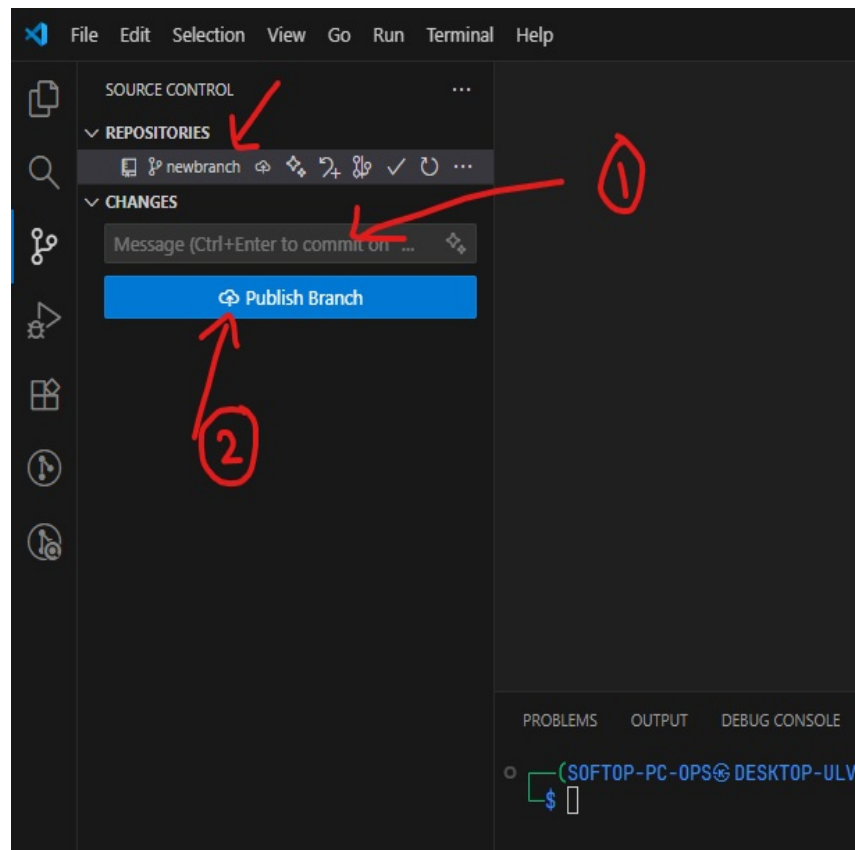 File Edit Selection View Go Run Terminal Help
SOURCE CONTROL ...
REPOSITORIES
newbranch ...
1
CHANGES
Message (Ctrl+Enter to commit on ...
Publish Branch
2
PROBLEMS OUTPUT DEBUG CONSOLE
(SOFTOP-PC-OPS㉿DESKTOP-ULV
$